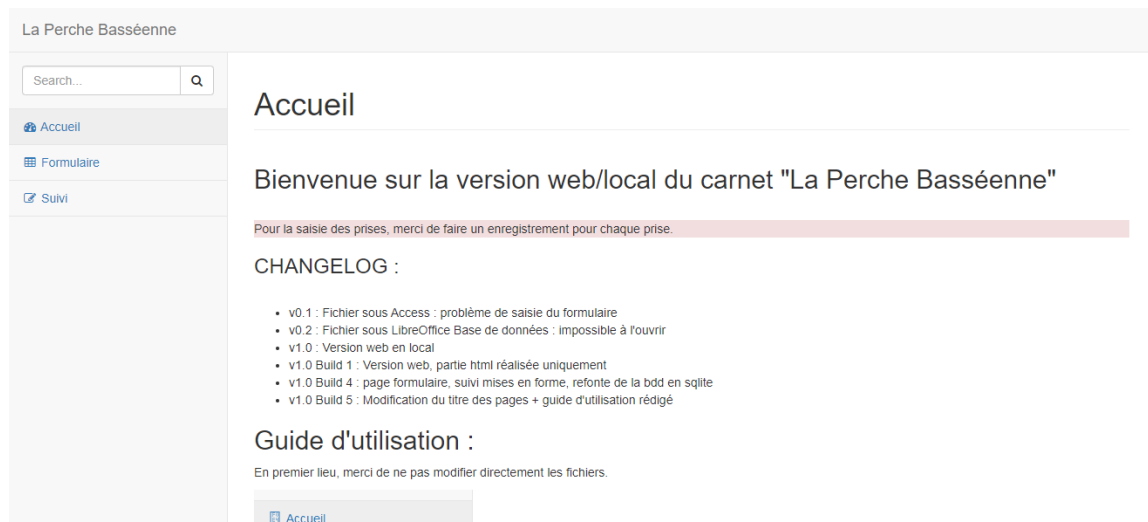 La Perche Basséenne
Search...
Accueil
Formulaire
Suivi
Accueil
Bienvenue sur la version web/local du carnet "La Perche Basséenne"
Pour la saisie des prises, merci de faire un enregistrement pour chaque prise.
CHANGELOG :
v0.1 : Fichier sous Access : problème de saisie du formulaire
v0.2 : Fichier sous LibreOffice Base de données : impossible à l'ouvrir
v1.0 : Version web en local
v1.0 Build 1 : Version web, partie html réalisée uniquement
v1.0 Build 4 : page formulaire, suivi mises en forme, refonte de la bdd en sqlite
v1.0 Build 5 : Modification du titre des pages + guide d'utilisation rédigé
Guide d'utilisation :
En premier lieu, merci de ne pas modifier directement les fichiers.
Accueil